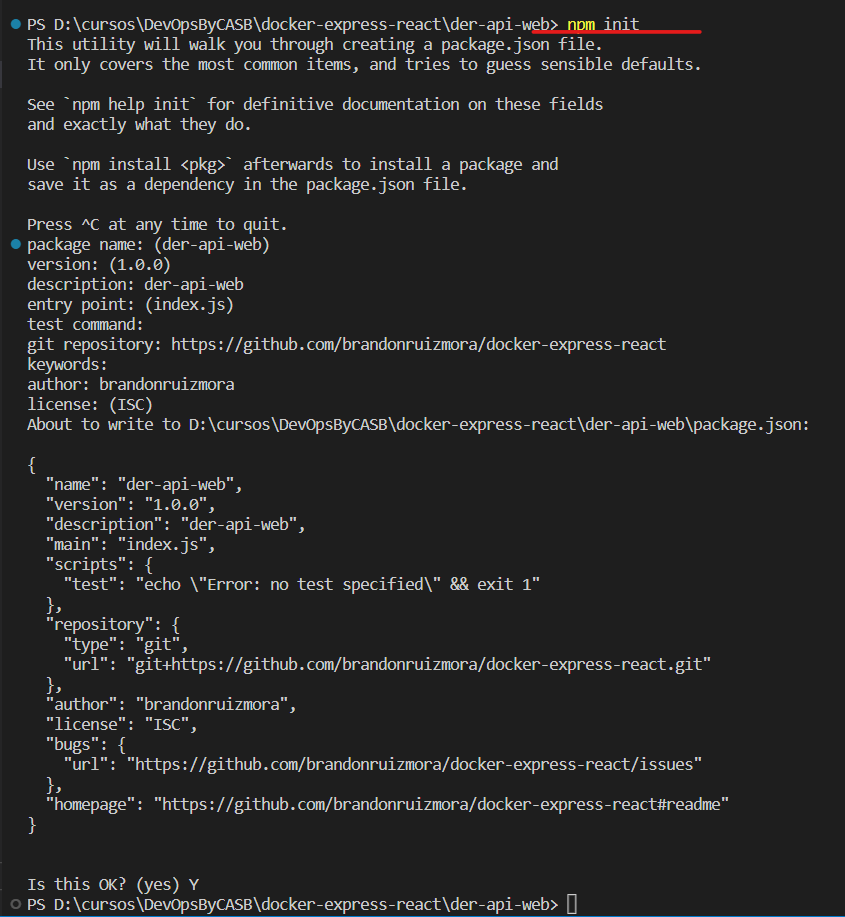 PS D:\cursos\DevOpsByCASB\docker-express-react\der-api-web> npm init
This utility will walk you through creating a package.json file.
It only covers the most common items, and tries to guess sensible defaults.

See `npm help init` for definitive documentation on these fields
and exactly what they do.

Use `npm install <pkg>` afterwards to install a package and
save it as a dependency in the package.json file.

Press ^C at any time to quit.
package name: (der-api-web)
version: (1.0.0)
description: der-api-web
entry point: (index.js)
test command:
git repository: https://github.com/brandonruizmora/docker-express-react
keywords:
author: brandonruizmora
license: (ISC)
About to write to D:\cursos\DevOpsByCASB\docker-express-react\der-api-web\package.json:

{
  "name": "der-api-web",
  "version": "1.0.0",
  "description": "der-api-web",
  "main": "index.js",
  "scripts": {
    "test": "echo \"Error: no test specified\" && exit 1"
  },
  "repository": {
    "type": "git",
    "url": "git+https://github.com/brandonruizmora/docker-express-react.git"
  },
  "author": "brandonruizmora",
  "license": "ISC",
  "bugs": {
    "url": "https://github.com/brandonruizmora/docker-express-react/issues"
  },
  "homepage": "https://github.com/brandonruizmora/docker-express-react#readme"
}

Is this OK? (yes) Y
PS D:\cursos\DevOpsByCASB\docker-express-react\der-api-web>